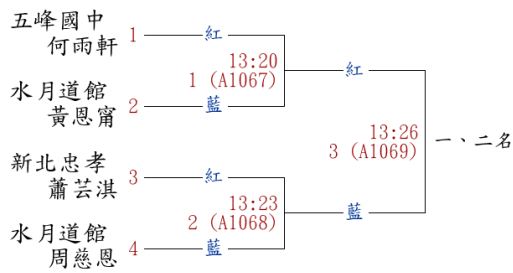 五峰國中
何雨軒
1
紅
13:20
1 (A1067)
水月道館
黃恩甯
2
藍
紅
13:26
3 (A1069)
一、二名
新北忠孝
蕭芸淇
3
紅
13:23
2 (A1068)
藍
水月道館
周慈恩
4
藍